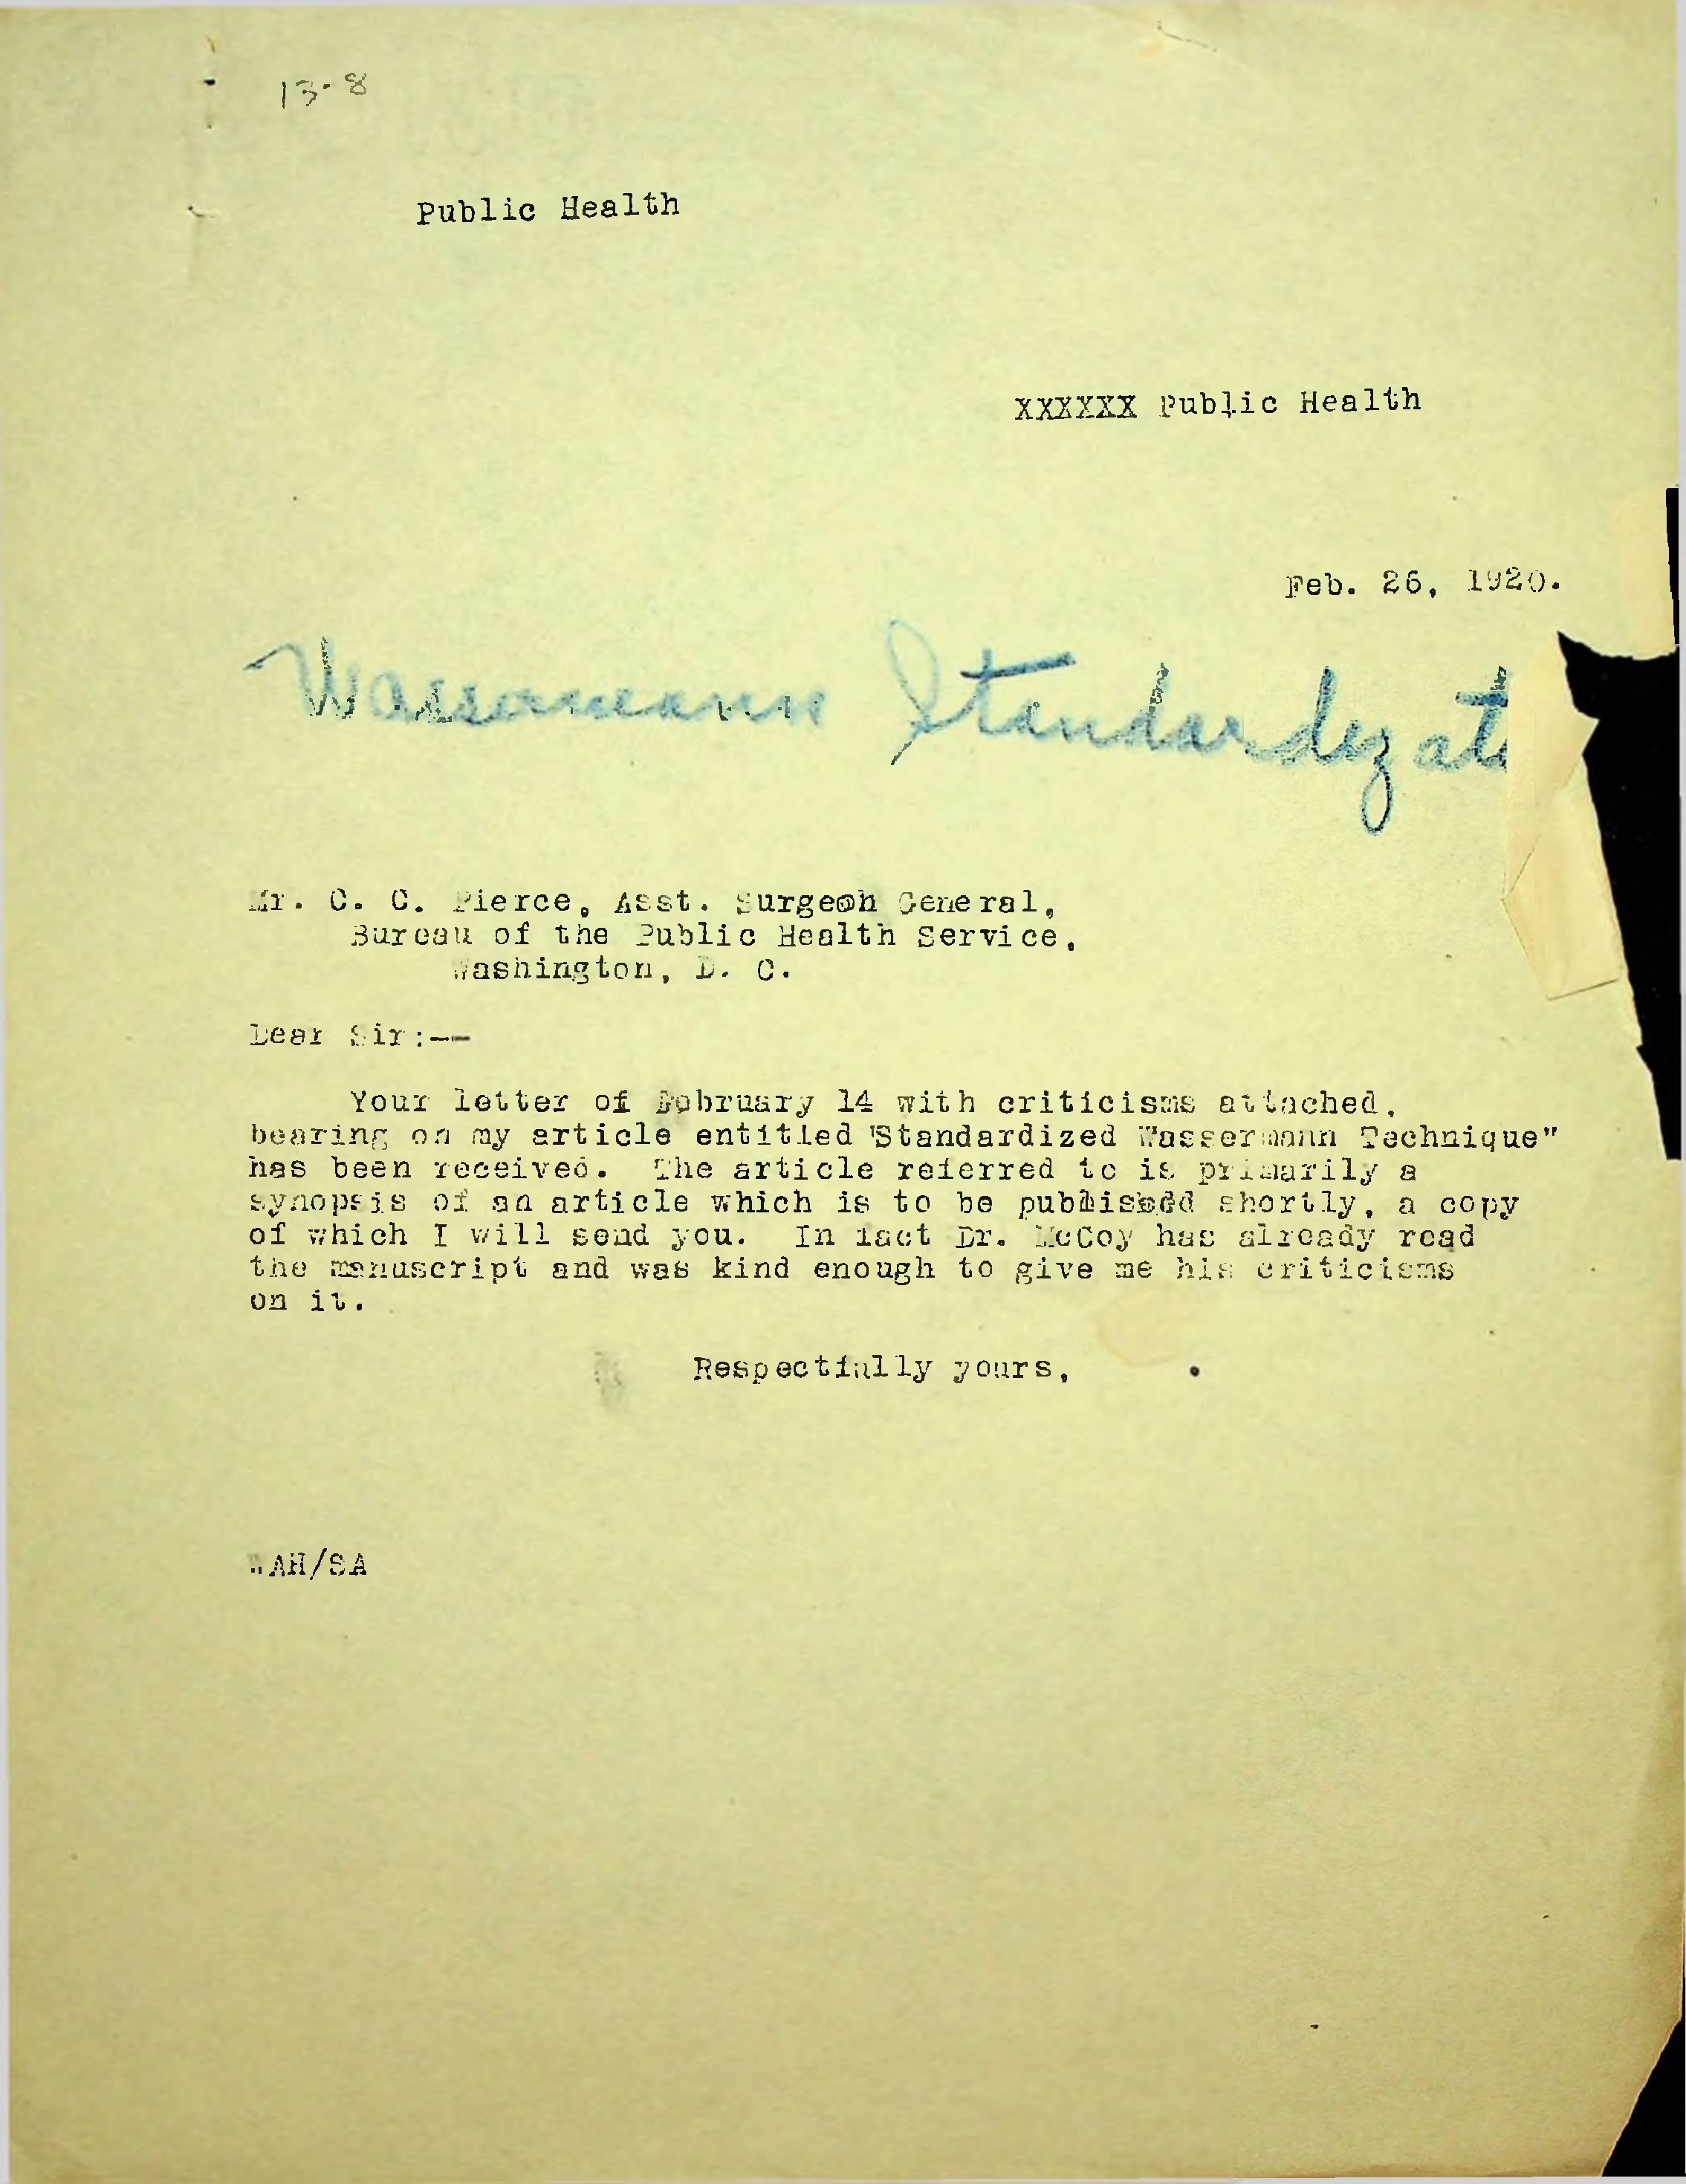 13-8
Public Health
XXXXXX Public Health
Feb. 26, 1920.
Wassermann Standardizat
Mr. C. C. Pierce, Asst. Surgeon General,
Bureau of the Public Health Service,
Washington, D. C.
Dear Sir:--
Your letter of February 14 with criticisms attached,
bearing on my article entitled "Standardized Wassermann Technique"
has been received. The article referred to is primarily a
synopsis of an article which is to be published shortly, a copy
of which I will send you. In fact Dr. McCoy has already read
the manuscript and was kind enough to give me his criticisms
on it.
Respectfully yours,
WAH/SA